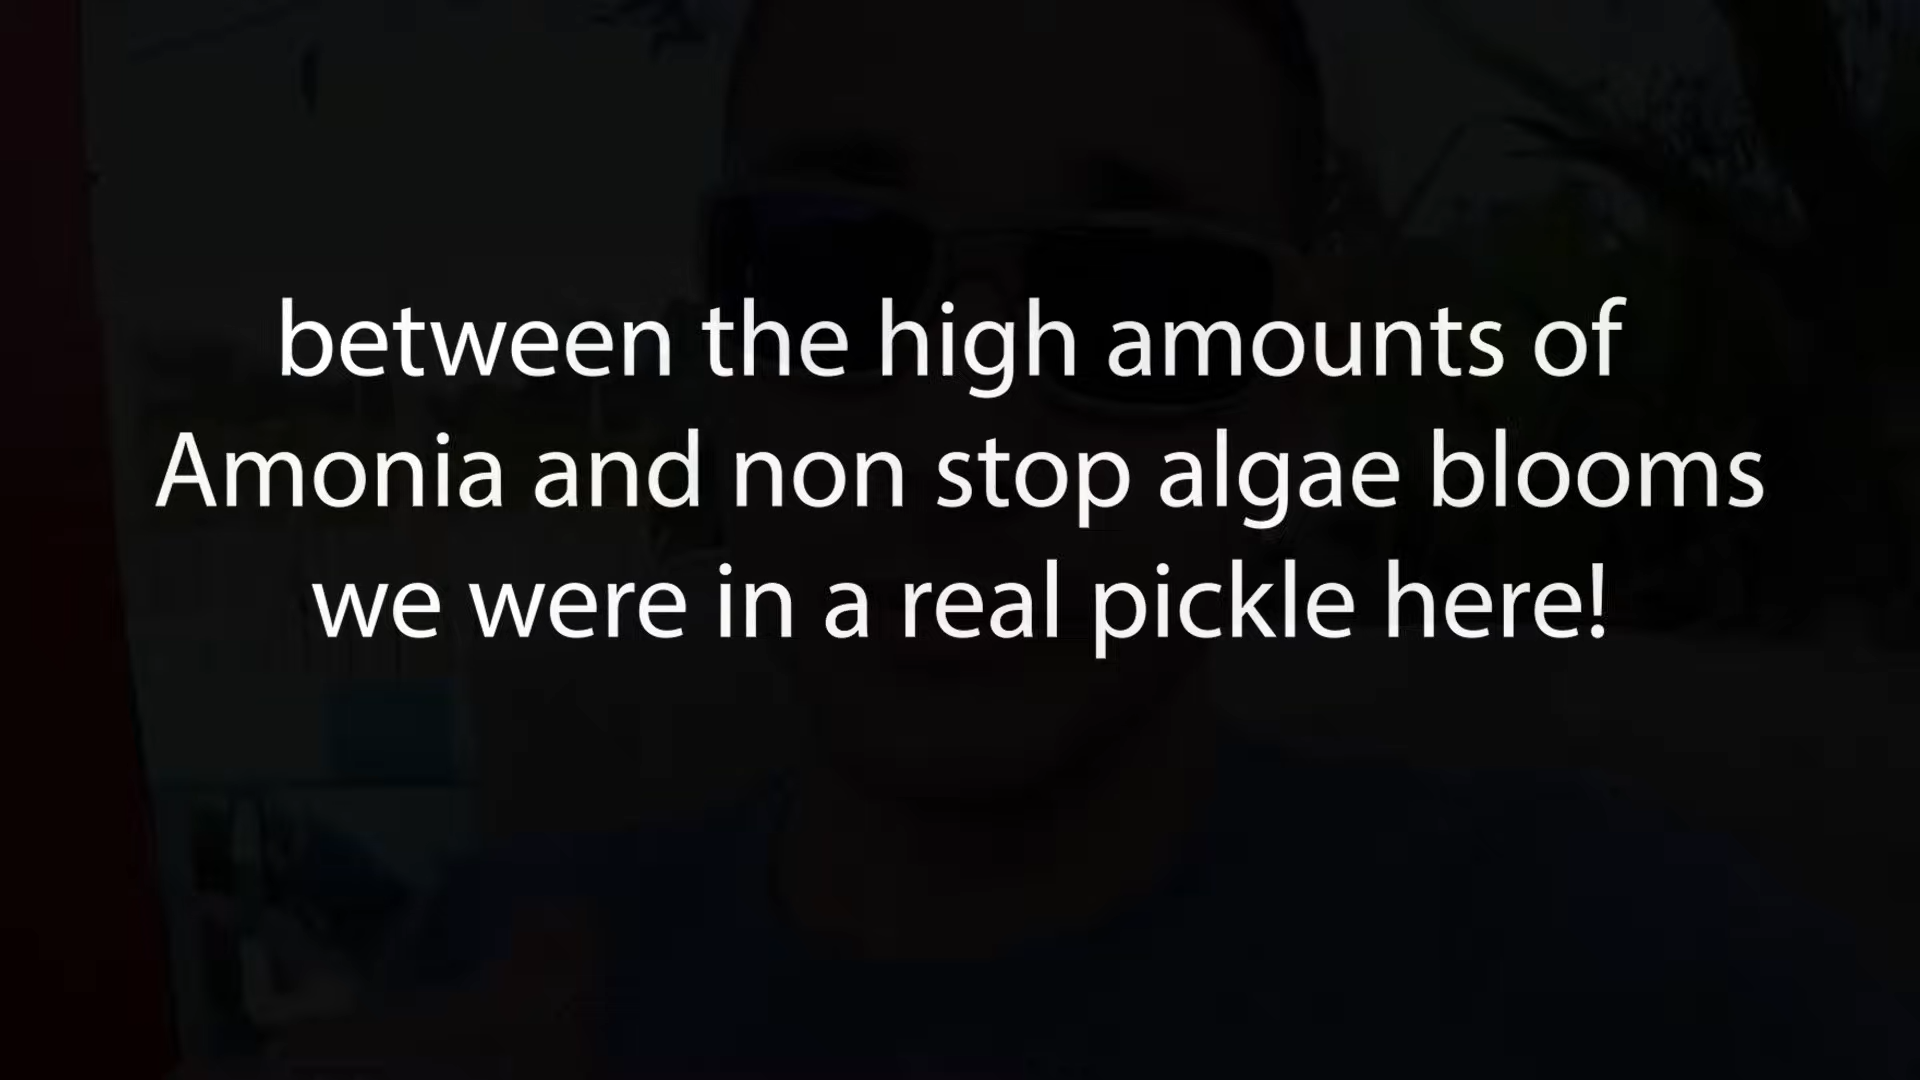 between the high amounts of
Amonia and non stop algae blooms
we were in a real pickle here!